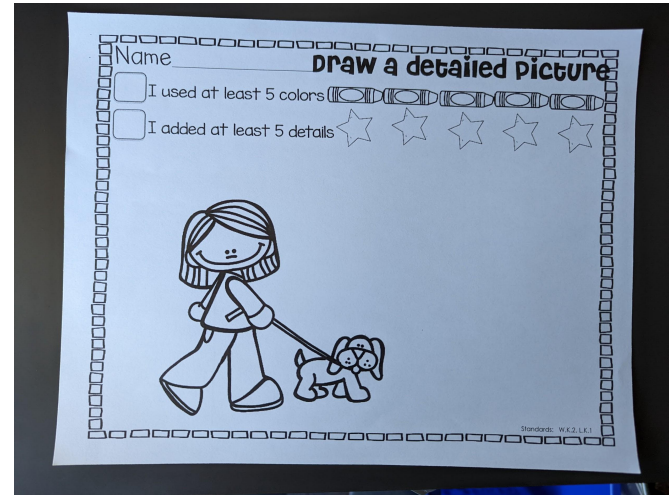 Name
Draw a detailed Picture
I used at least 5 colors
I added at least 5 details
Standards: W.K.2, L.K.1